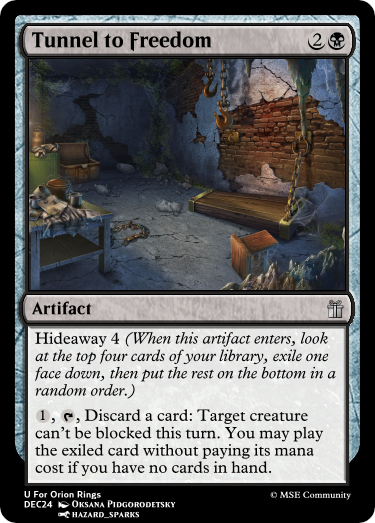 Tunnel to Freedom 2
Artifact
Hideaway 4 (When this artifact enters, look
at the top four cards of your library, exile one
face down, then put the rest on the bottom in a
random order.)
1, , Discard a card: Target creature
can't be blocked this turn. You may play
the exiled card without paying its mana
cost if you have no cards in hand.
U For Orion Rings
DEC24 Oksana Pidgorodetsky © MSE Community
hazard_sparks